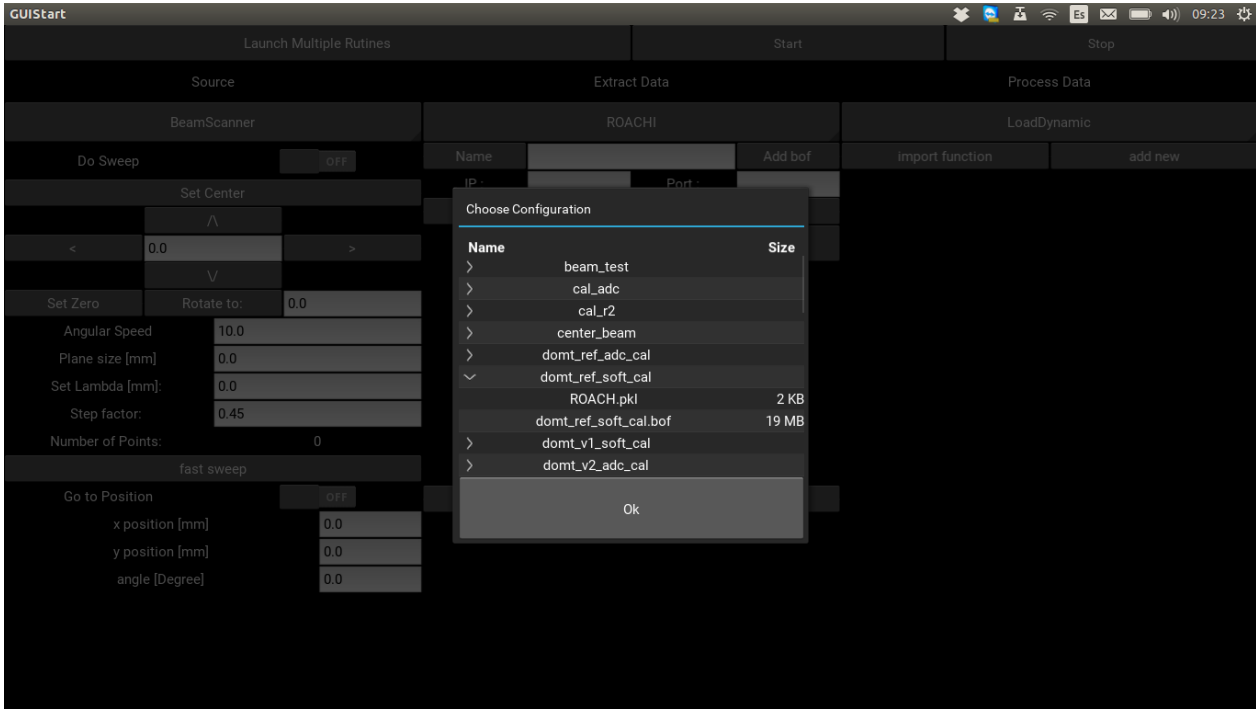 GUIStart Es 09:23
Launch Multiple Rutines Start Stop
Source Extract Data Process Data
BeamScanner ROACHI LoadDynamic
Do Sweep OFF Name Add bof import function add new
IP : Port :
Set Center
/\
< 0.0 >
\/
Set Zero Rotate to: 0.0
Angular Speed 10.0
Plane size [mm] 0.0
Set Lambda [mm]: 0.0
Step factor: 0.45
Number of Points: 0
fast sweep
Go to Position OFF
x position [mm] 0.0
y position [mm] 0.0
angle [Degree] 0.0
Choose Configuration
Name Size
beam_test
cal_adc
cal_r2
center_beam
domt_ref_adc_cal
domt_ref_soft_cal
ROACH.pkl 2 KB
domt_ref_soft_cal.bof 19 MB
domt_v1_soft_cal
domt_v2_adc_cal
Ok